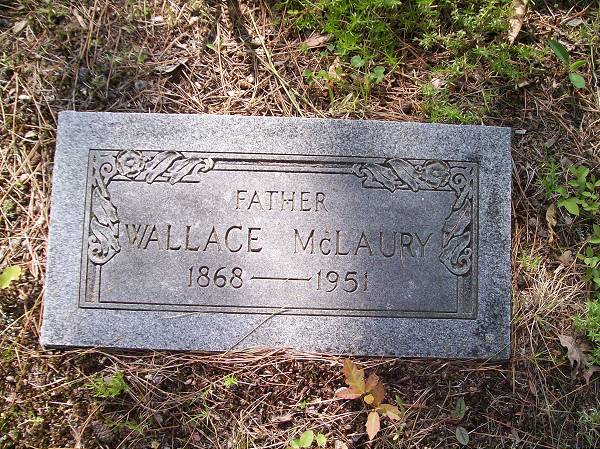 FATHER
WALLACE McLAURY
1868 — 1951